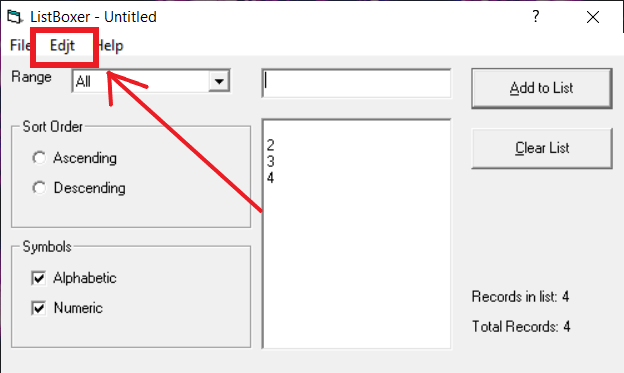 ListBoxer - Untitled
?
File Edjt Help
Range
All
Add to List
Sort Order
Ascending
Descending
2
3
4
Clear List
Symbols
Alphabetic
Numeric
Records in list: 4
Total Records: 4